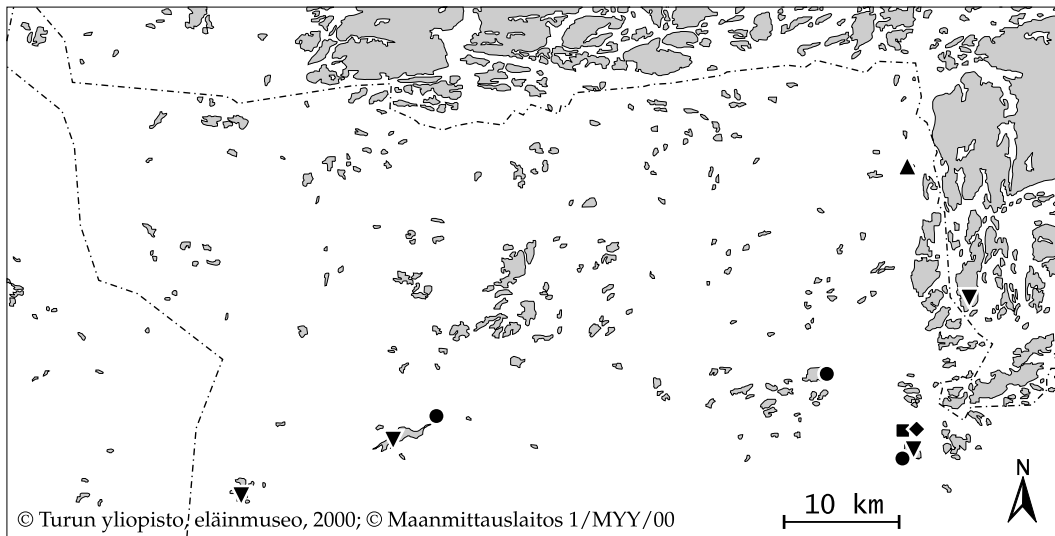 N
10 km
© Turun yliopisto, eläinmuseo, 2000; © Maanmittauslaitos 1/MYY/00